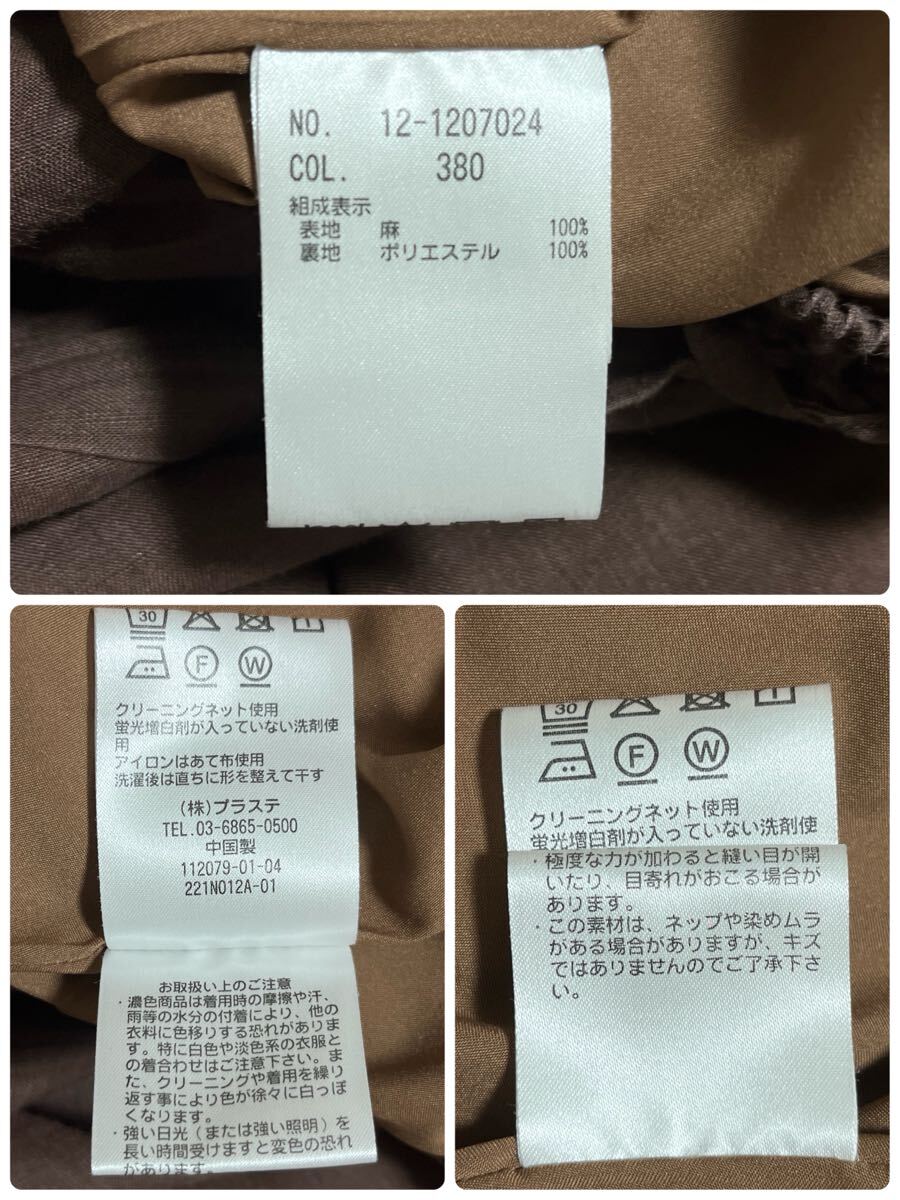 NO. 12-1207024
COL. 380
組成表示
表地 麻 100%
裏地 ポリエステル 100%
30
F W
クリーニングネット使用
蛍光増白剤が入っていない洗剤使
用
アイロンはあて布使用
洗濯後は直ちに形を整えて干す
(株)プラステ
TEL.03-6865-0500
中国製
112079-01-04
221N012A-01
お取扱い上のご注意
・濃色商品は着用時の摩擦や汗、
雨等の水分の付着により、他の
衣料に色移りする恐れがありま
す。特に白色や淡色系の衣服と
の着合わせはご注意下さい。ま
た、クリーニングや着用を繰り
返す事により色が徐々に白っぽ
くなります。
・強い日光(または強い照明)を
長い時間受けますと変色の恐れ
があります。
30
F W
クリーニングネット使用
蛍光増白剤が入っていない洗剤使
・極度な力が加わると縫い目が開
いたり、目寄れがおこる場合が
あります。
・この素材は、ネップや染めムラ
がある場合がありますが、キズ
ではありませんのでご了承下さ
い。